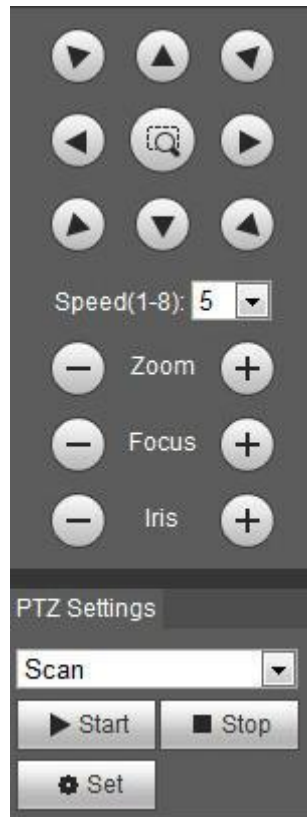 Speed(1-8): 5
Zoom
Focus
Iris
PTZ Settings
Scan
Start Stop
Set